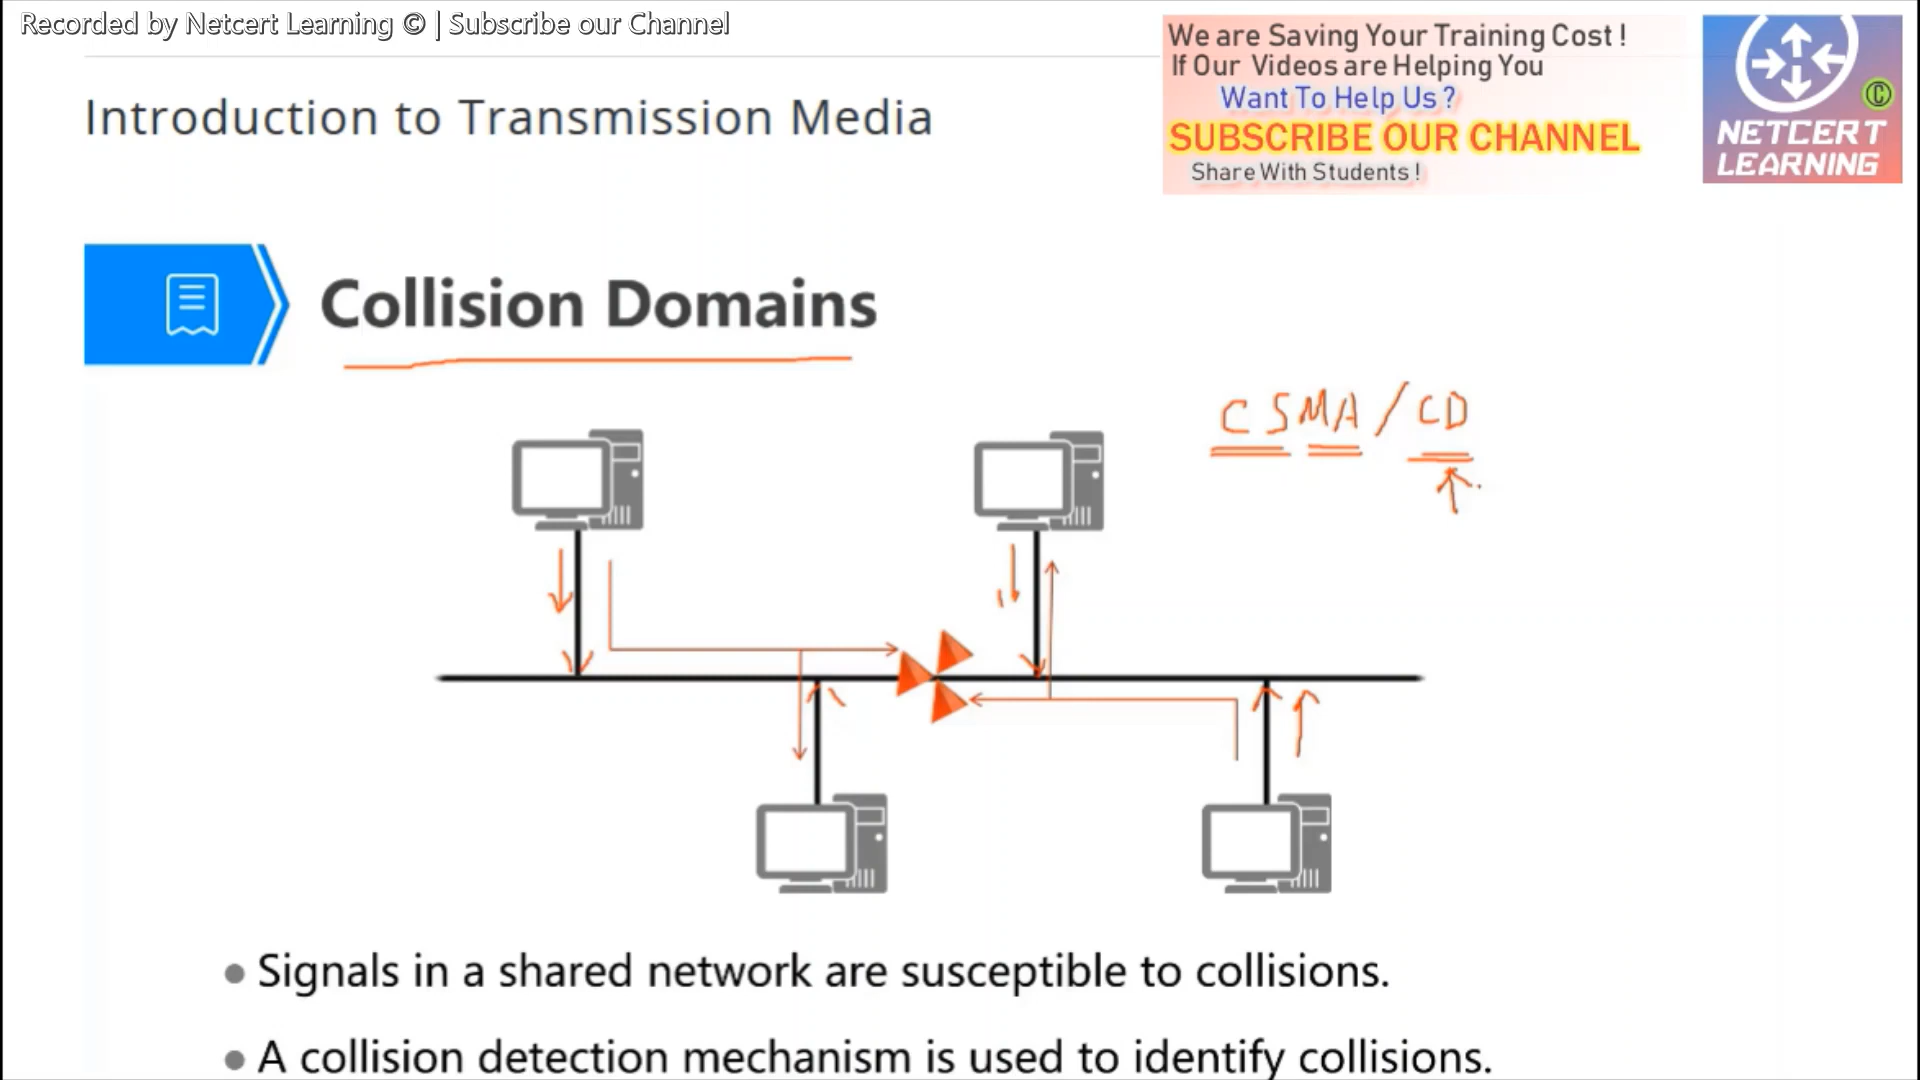 Recorded by Netcert Learning © | Subscribe our Channel
We are Saving Your Training Cost !
If Our Videos are Helping You
Want To Help Us ?
SUBSCRIBE OUR CHANNEL
Share With Students !
©
NETCERT
LEARNING
Introduction to Transmission Media
Collision Domains
CSMA/CD
Signals in a shared network are susceptible to collisions.
A collision detection mechanism is used to identify collisions.